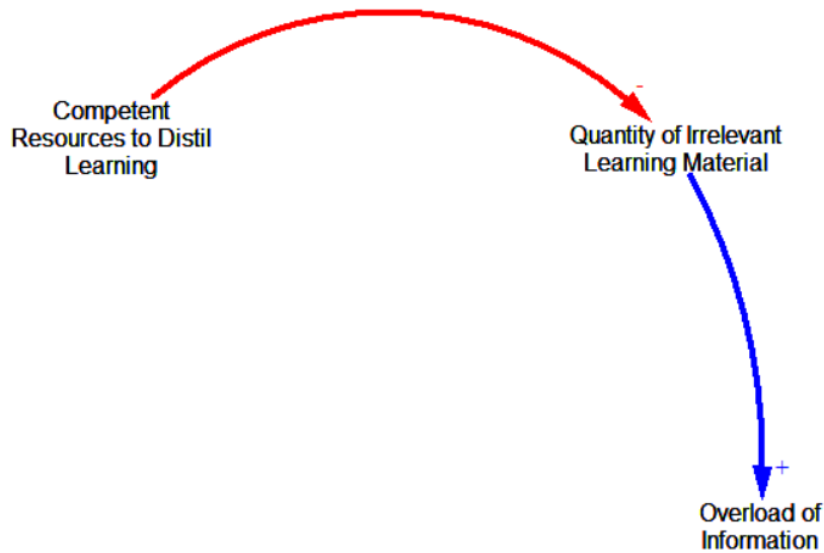 -
Competent
Resources to Distil
Learning
Quantity of Irrelevant
Learning Material
+
Overload of
Information